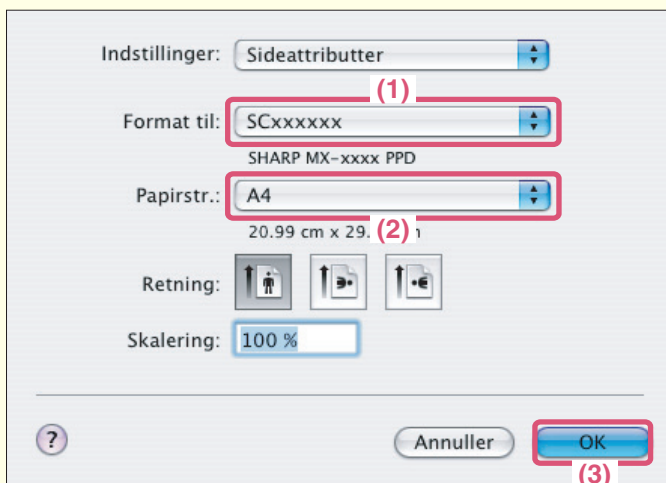 Indstillinger: Sideattributter
(1)
Format til: SCxxxxxx
SHARP MX-xxxx PPD
Papirstr.: A4
20.99 cm x 29. (2)
Retning:
Skalering: 100 %
? Annuller OK
(3)